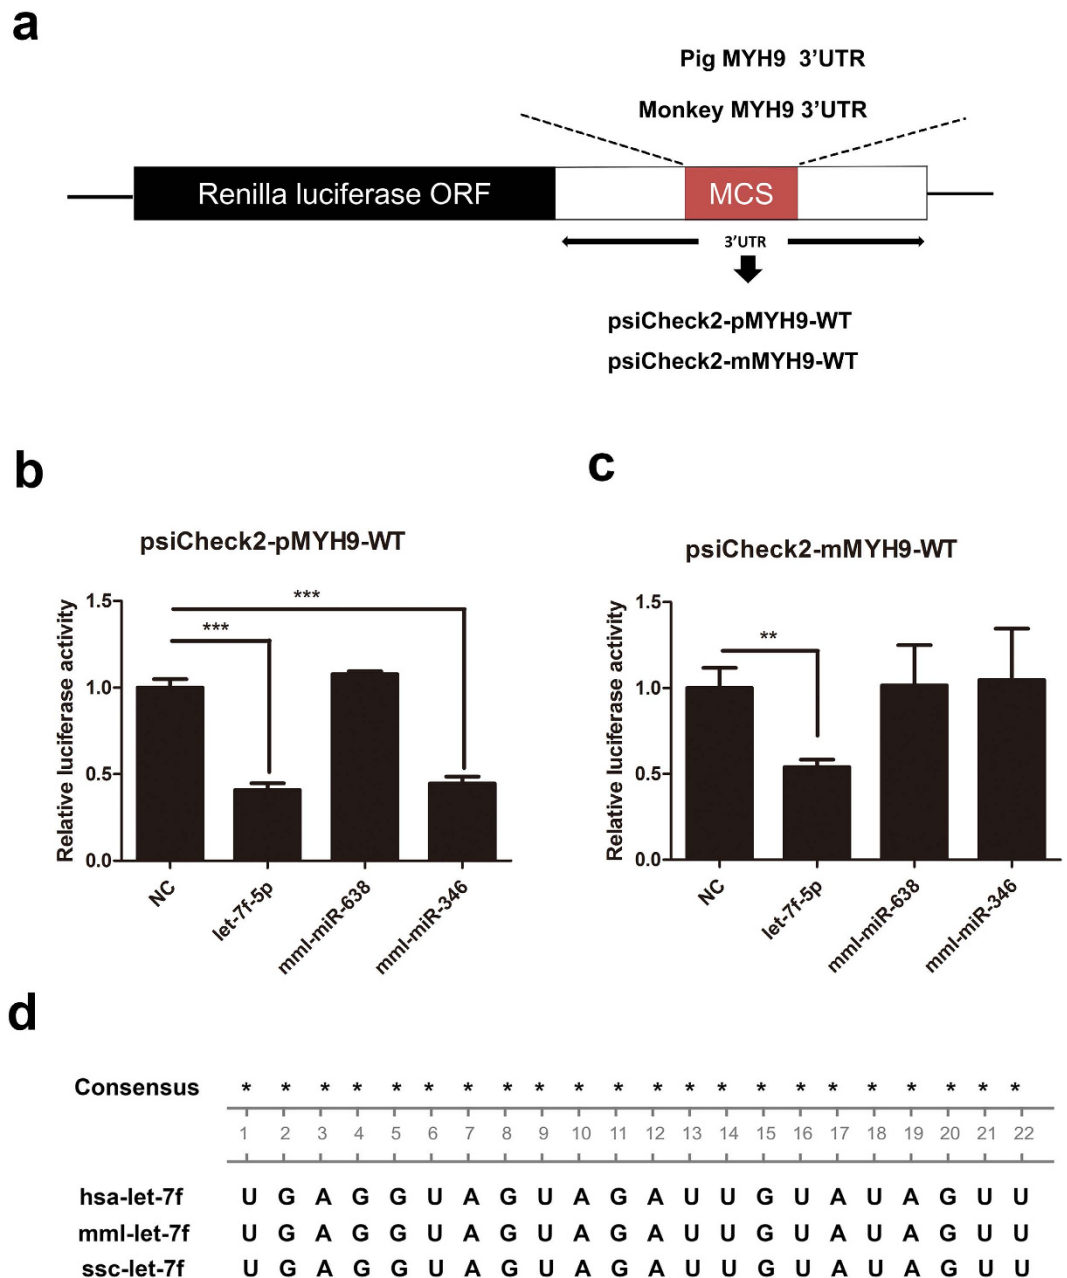 a
Pig MYH9 3'UTR
Monkey MYH9 3'UTR
Renilla luciferase ORF
MCS
3'UTR
psiCheck2-pMYH9-WT
psiCheck2-mMYH9-WT
b
psiCheck2-pMYH9-WT
Relative luciferase activity
1.5
1.0
0.5
0.0
***
***
NC
let-7f-5p
mml-miR-638
mml-miR-346
c
psiCheck2-mMYH9-WT
Relative luciferase activity
1.5
1.0
0.5
0.0
**
NC
let-7f-5p
mml-miR-638
mml-miR-346
d
Consensus * * * * * * * * * * * * * * * * * * * * * *
1 2 3 4 5 6 7 8 9 10 11 12 13 14 15 16 17 18 19 20 21 22
hsa-let-7f U G A G G U A G U A G A U U G U A U A G U U
mml-let-7f U G A G G U A G U A G A U U G U A U A G U U
ssc-let-7f U G A G G U A G U A G A U U G U A U A G U U